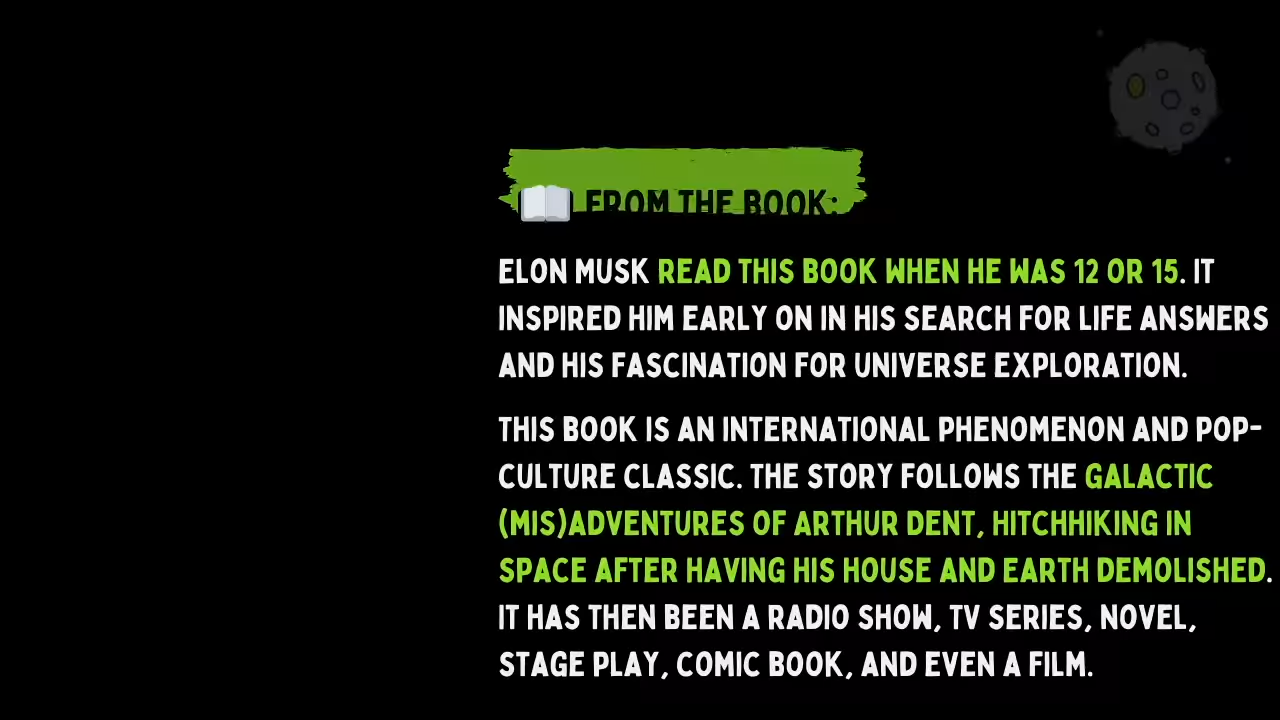 📖 FROM THE BOOK:
ELON MUSK READ THIS BOOK WHEN HE WAS 12 OR 15. IT
INSPIRED HIM EARLY ON IN HIS SEARCH FOR LIFE ANSWERS
AND HIS FASCINATION FOR UNIVERSE EXPLORATION.
THIS BOOK IS AN INTERNATIONAL PHENOMENON AND POP-
CULTURE CLASSIC. THE STORY FOLLOWS THE GALACTIC
(MIS)ADVENTURES OF ARTHUR DENT, HITCHHIKING IN
SPACE AFTER HAVING HIS HOUSE AND EARTH DEMOLISHED.
IT HAS THEN BEEN A RADIO SHOW, TV SERIES, NOVEL,
STAGE PLAY, COMIC BOOK, AND EVEN A FILM.